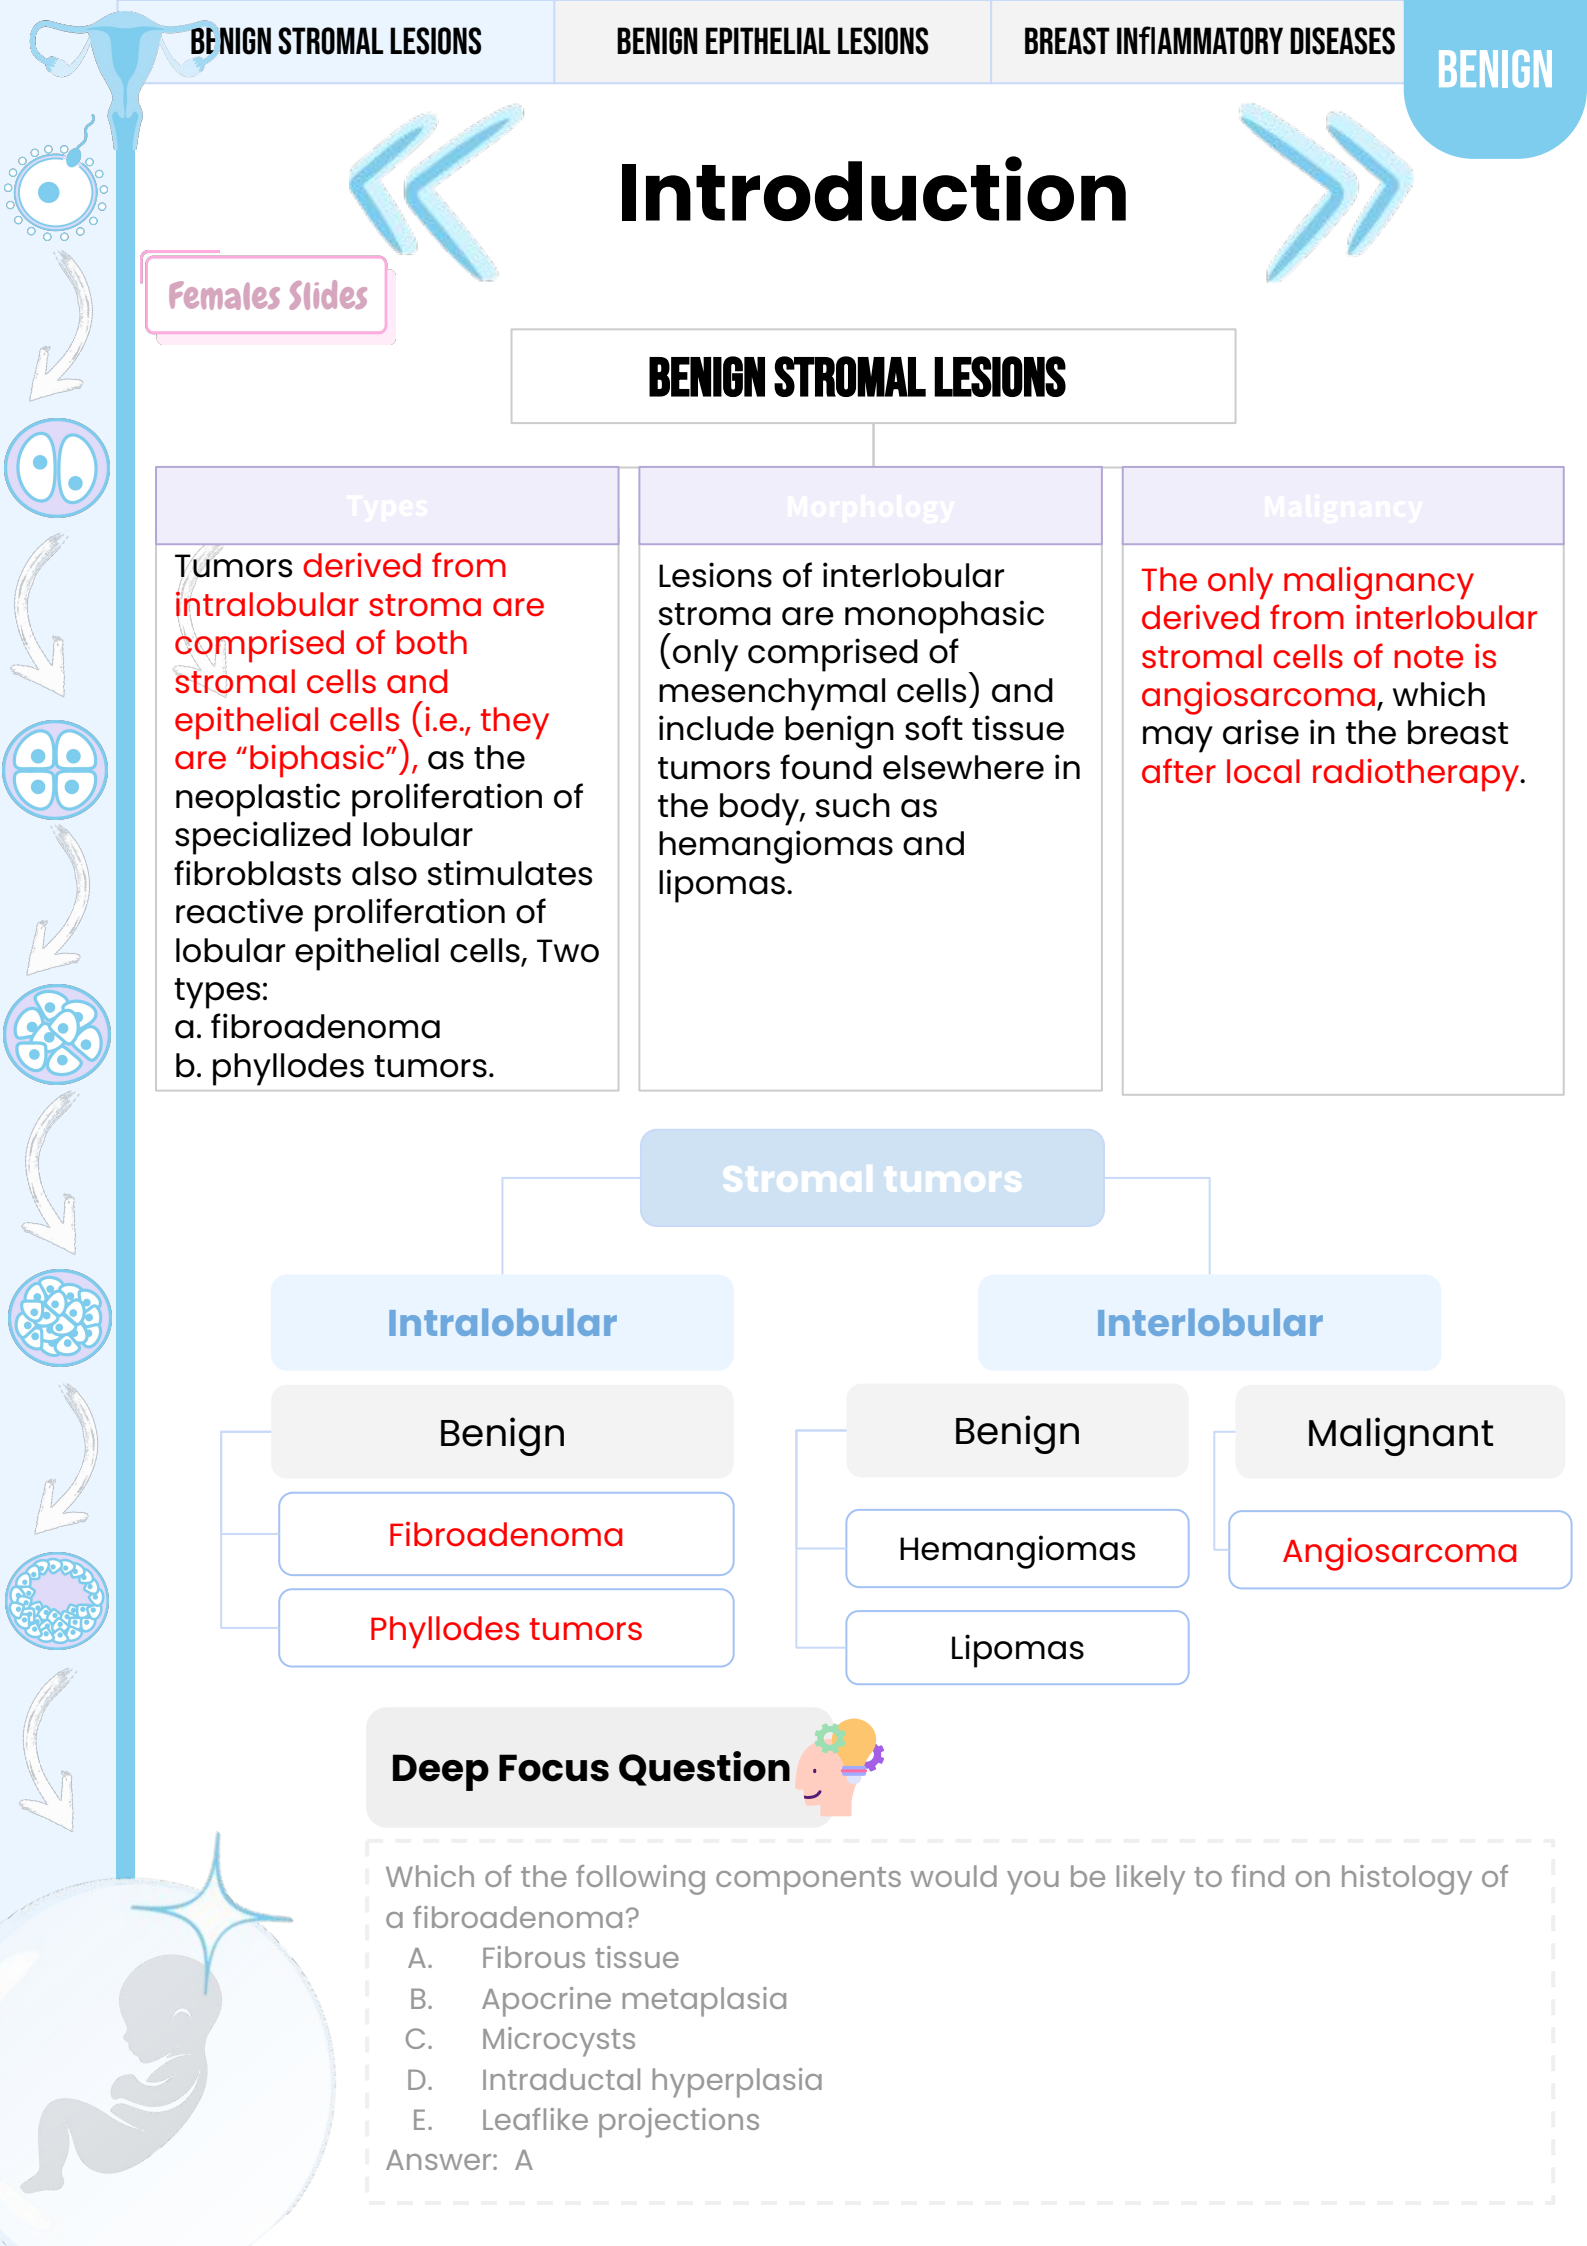 BENIGN STROMAL LESIONS
BENIGN EPITHELIAL LESIONS
BREAST INflAMMATORY DISEASES
BENIGN
Introduction
Females Slides
BENIGN STROMAL LESIONS
Types
Tumors derived from
intralobular stroma are
comprised of both
stromal cells and
epithelial cells (i.e., they
are “biphasic”), as the
neoplastic proliferation of
specialized lobular
fibroblasts also stimulates
reactive proliferation of
lobular epithelial cells, Two
types:
a. fibroadenoma
b. phyllodes tumors.
Morphology
Lesions of interlobular
stroma are monophasic
(only comprised of
mesenchymal cells) and
include benign soft tissue
tumors found elsewhere in
the body, such as
hemangiomas and
lipomas.
Malignancy
The only malignancy
derived from interlobular
stromal cells of note is
angiosarcoma, which
may arise in the breast
after local radiotherapy.
Stromal tumors
Intralobular
Benign
Fibroadenoma
Phyllodes tumors
Interlobular
Benign
Hemangiomas
Lipomas
Malignant
Angiosarcoma
Deep Focus Question
Which of the following components would you be likely to find on histology of
a fibroadenoma?
A. Fibrous tissue
B. Apocrine metaplasia
C. Microcysts
D. Intraductal hyperplasia
E. Leaflike projections
Answer: A